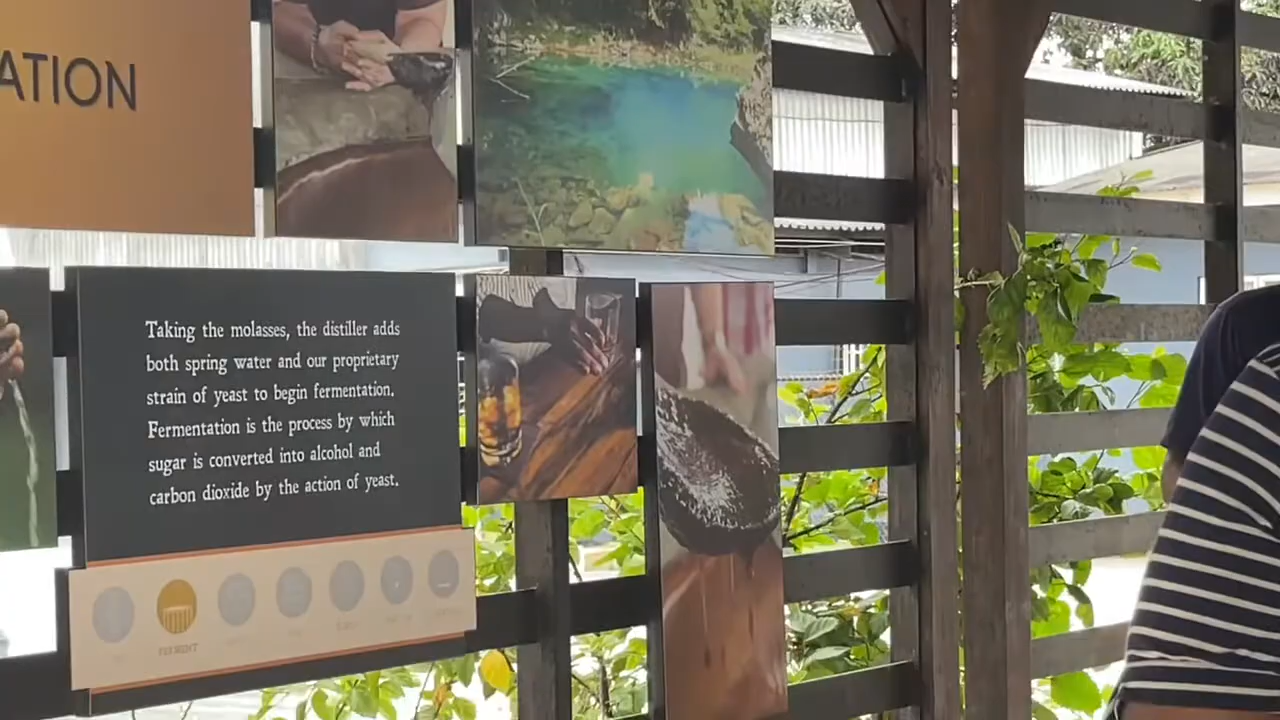 ATION
Taking the molasses, the distiller adds
both spring water and our proprietary
strain of yeast to begin fermentation.
Fermentation is the process by which
sugar is converted into alcohol and
carbon dioxide by the action of yeast.
FERMENT